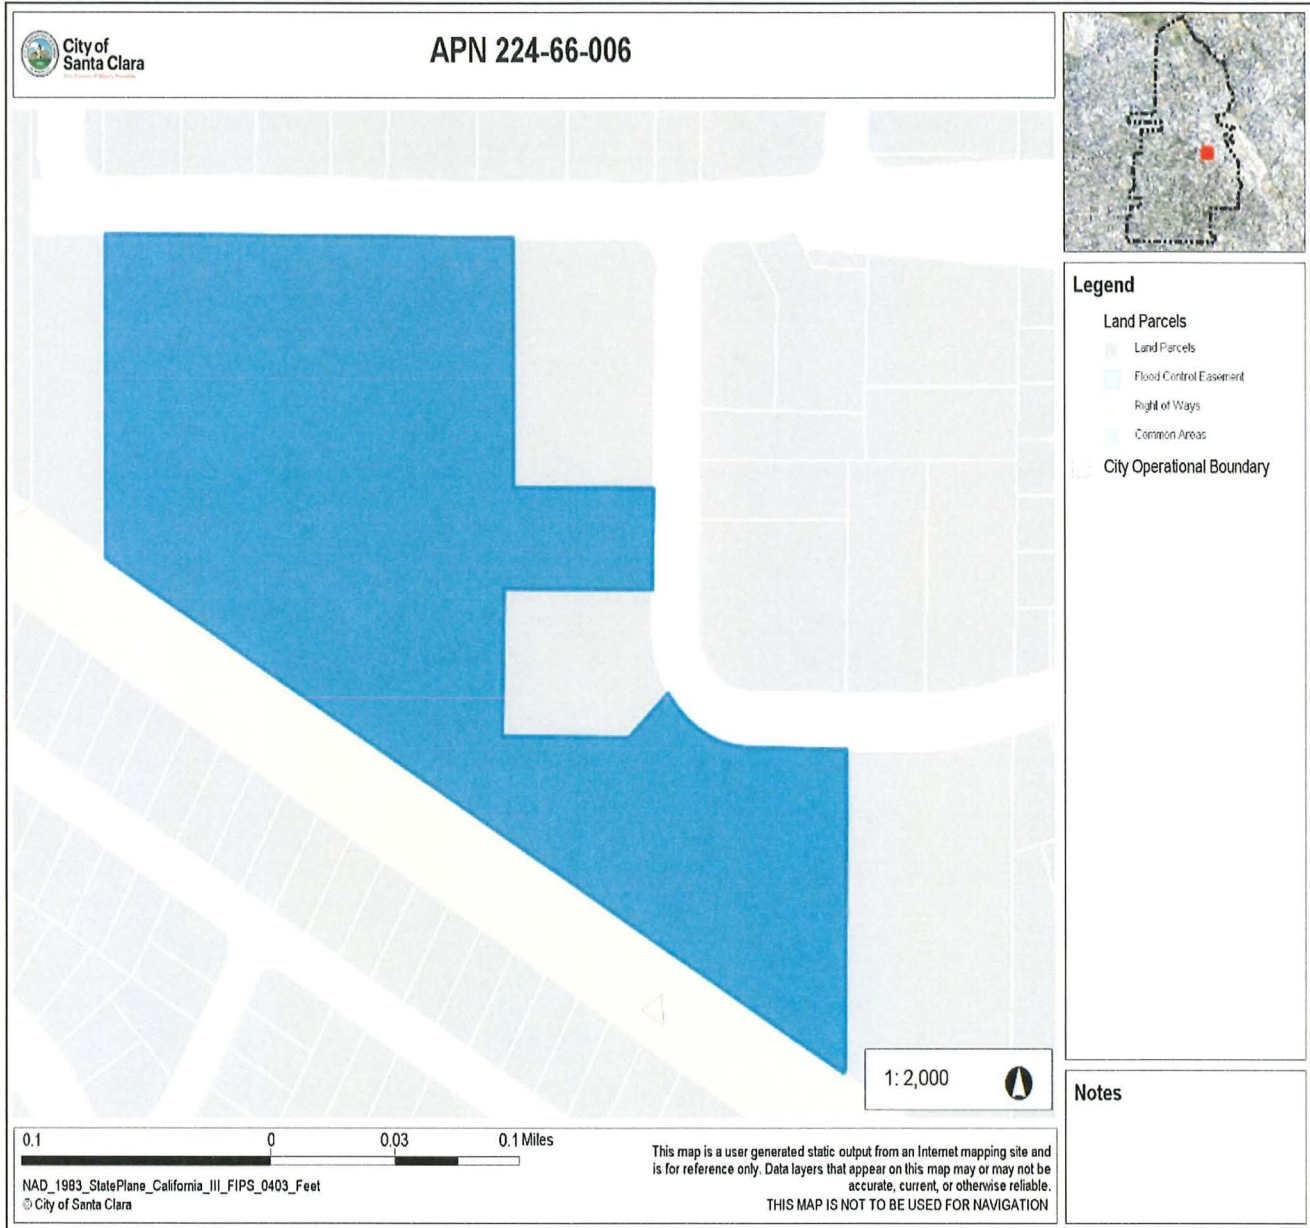 City of
Santa Clara
APN 224-66-006
Legend
Land Parcels
Land Parcels
Flood Control Easement
Right of Ways
Common Areas
City Operational Boundary
1: 2,000
Notes
0.1 0 0.03 0.1 Miles
NAD_1983_StatePlane_California_III_FIPS_0403_Feet
© City of Santa Clara
This map is a user generated static output from an Internet mapping site and
is for reference only. Data layers that appear on this map may or may not be
accurate, current, or otherwise reliable.
THIS MAP IS NOT TO BE USED FOR NAVIGATION